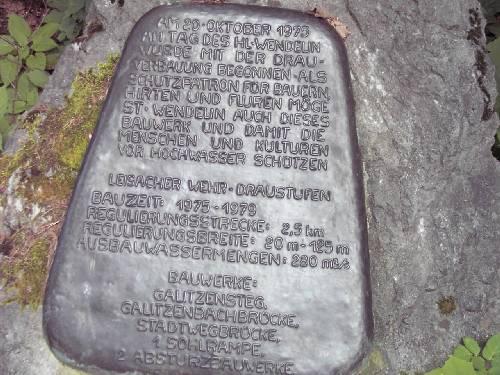 AM 20·OKTOBER 1975
AM TAG DES HL·WENDELIN
WURDE MIT DER DRAU-
VERBAUUNG BEGONNEN·ALS
SCHUTZPATRON FÜR BAUERN,
HIRTEN UND FLUREN MÖGE
ST·WENDELIN AUCH DIESES
BAUWERK UND DAMIT DIE
MENSCHEN UND KULTUREN
VOR HOCHWASSER SCHÜTZEN
LEISACHER WEHR·DRAUSTUFEN
BAUZEIT: 1975-1979
REGULIERUNGSSTRECKE: 2,5 km
REGULIERUNGSBREITE: 20 m-125 m
AUSBAUWASSERMENGEN: 280 m³/s
BAUWERKE:
GALITZENSTEG,
GALITZENBACHBRÜCKE,
STADTWEGBRÜCKE,
1 SOHLRAMPE,
2 ABSTURZBAUWERKE